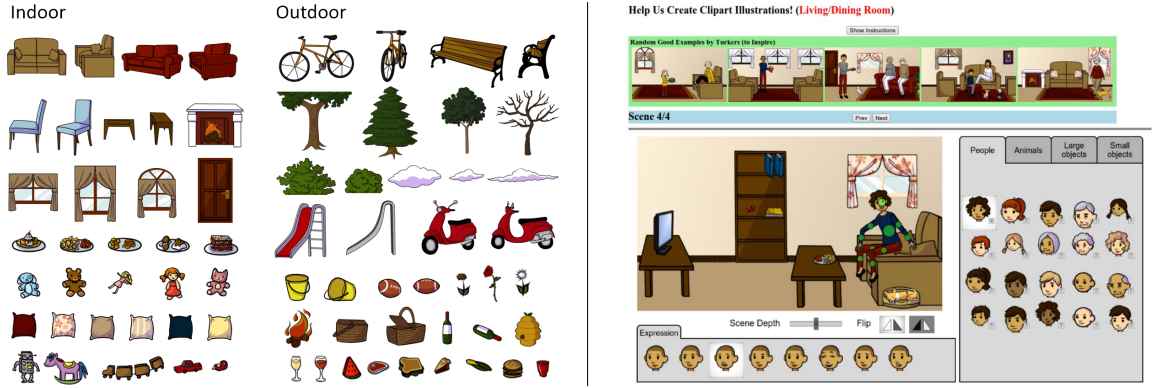 Indoor
Outdoor
Help Us Create Clipart Illustrations! (Living/Dining Room)
Show Instructions
Random Good Examples by Turkers (to Inspire)
Scene 4/4
Prev
Next
People
Animals
Large objects
Small objects
Scene Depth
Flip
Expression